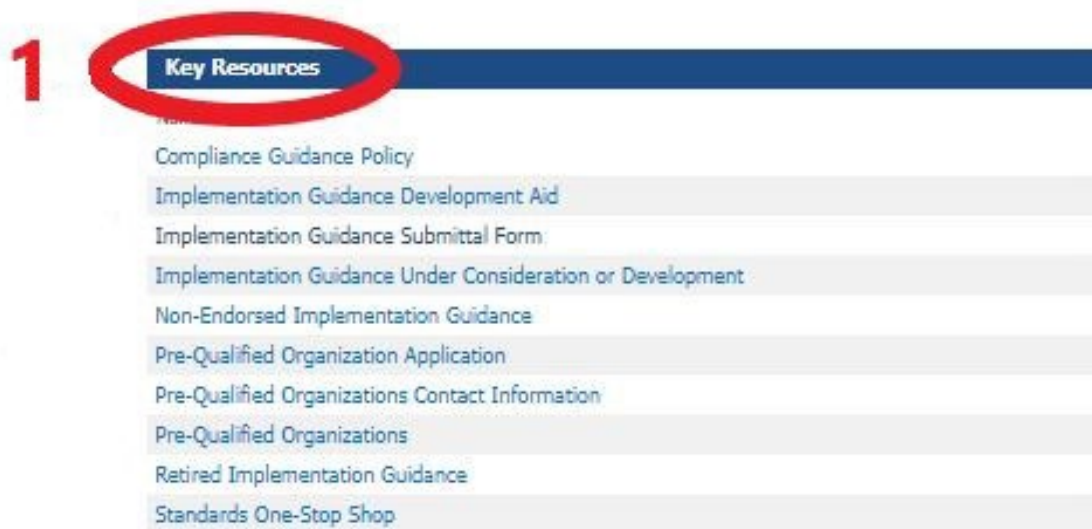 1
Key Resources
Compliance Guidance Policy
Implementation Guidance Development Aid
Implementation Guidance Submittal Form
Implementation Guidance Under Consideration or Development
Non-Endorsed Implementation Guidance
Pre-Qualified Organization Application
Pre-Qualified Organizations Contact Information
Pre-Qualified Organizations
Retired Implementation Guidance
Standards One-Stop Shop